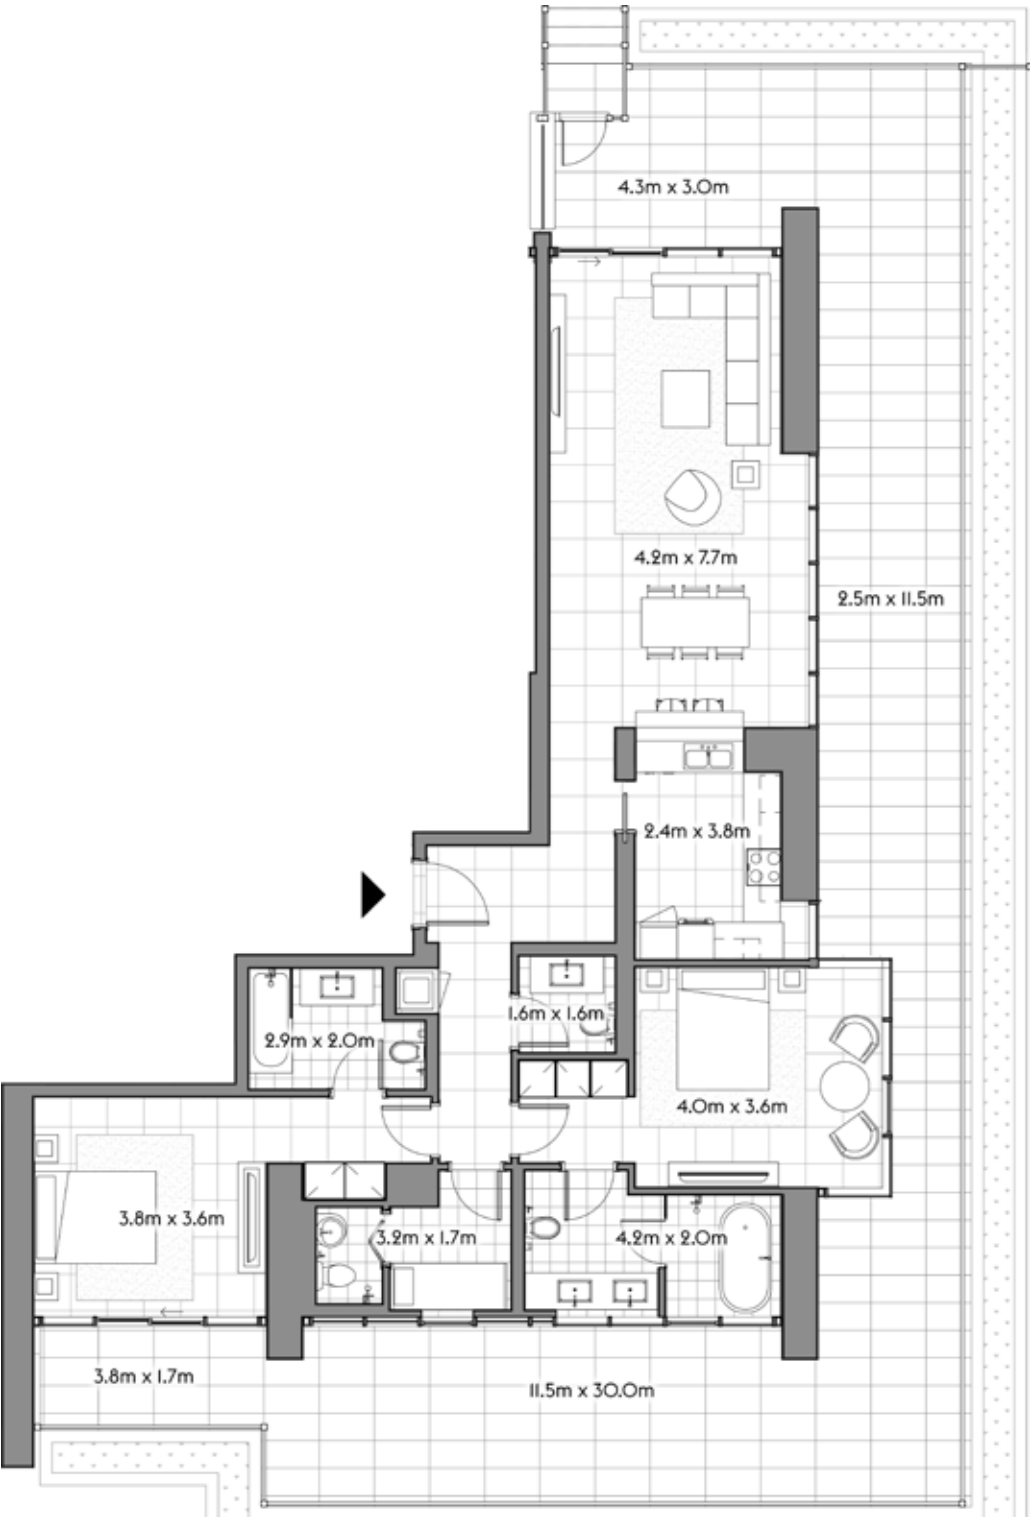 4.3m x 3.0m
4.2m x 7.7m
2.5m x 11.5m
2.4m x 3.8m
1.6m x 1.6m
2.9m x 2.0m
4.0m x 3.6m
3.8m x 3.6m
3.2m x 1.7m
4.2m x 2.0m
3.8m x 1.7m
11.5m x 30.0m